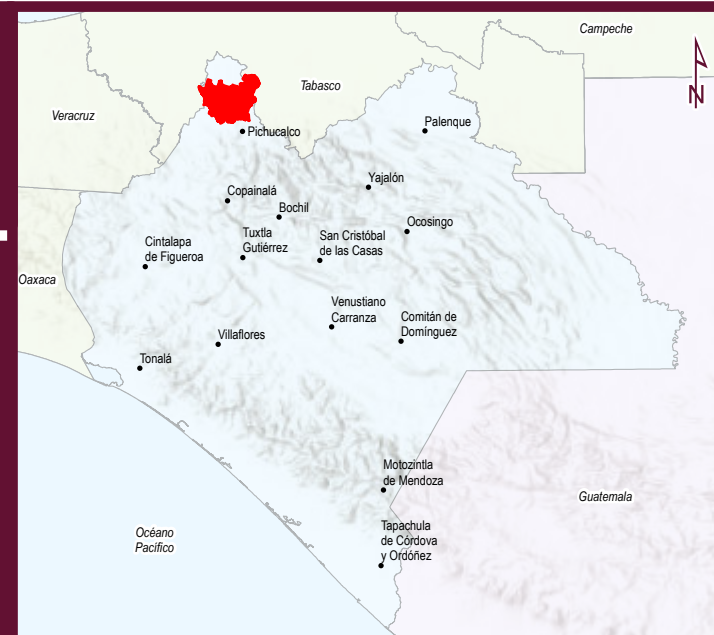 Campeche
Tabasco
N
Veracruz
Palenque
Pichucalco
Yajalón
Copainalá
Bochil
Ocosingo
Tuxtla
Gutiérrez
San Cristóbal
de las Casas
Cintalapa
de Figueroa
Oaxaca
Venustiano
Carranza
Comitán de
Domínguez
Villaflores
Tonalá
Motozintla
de Mendoza
Guatemala
Océano
Pacífico
Tapachula
de Córdova
y Ordóñez